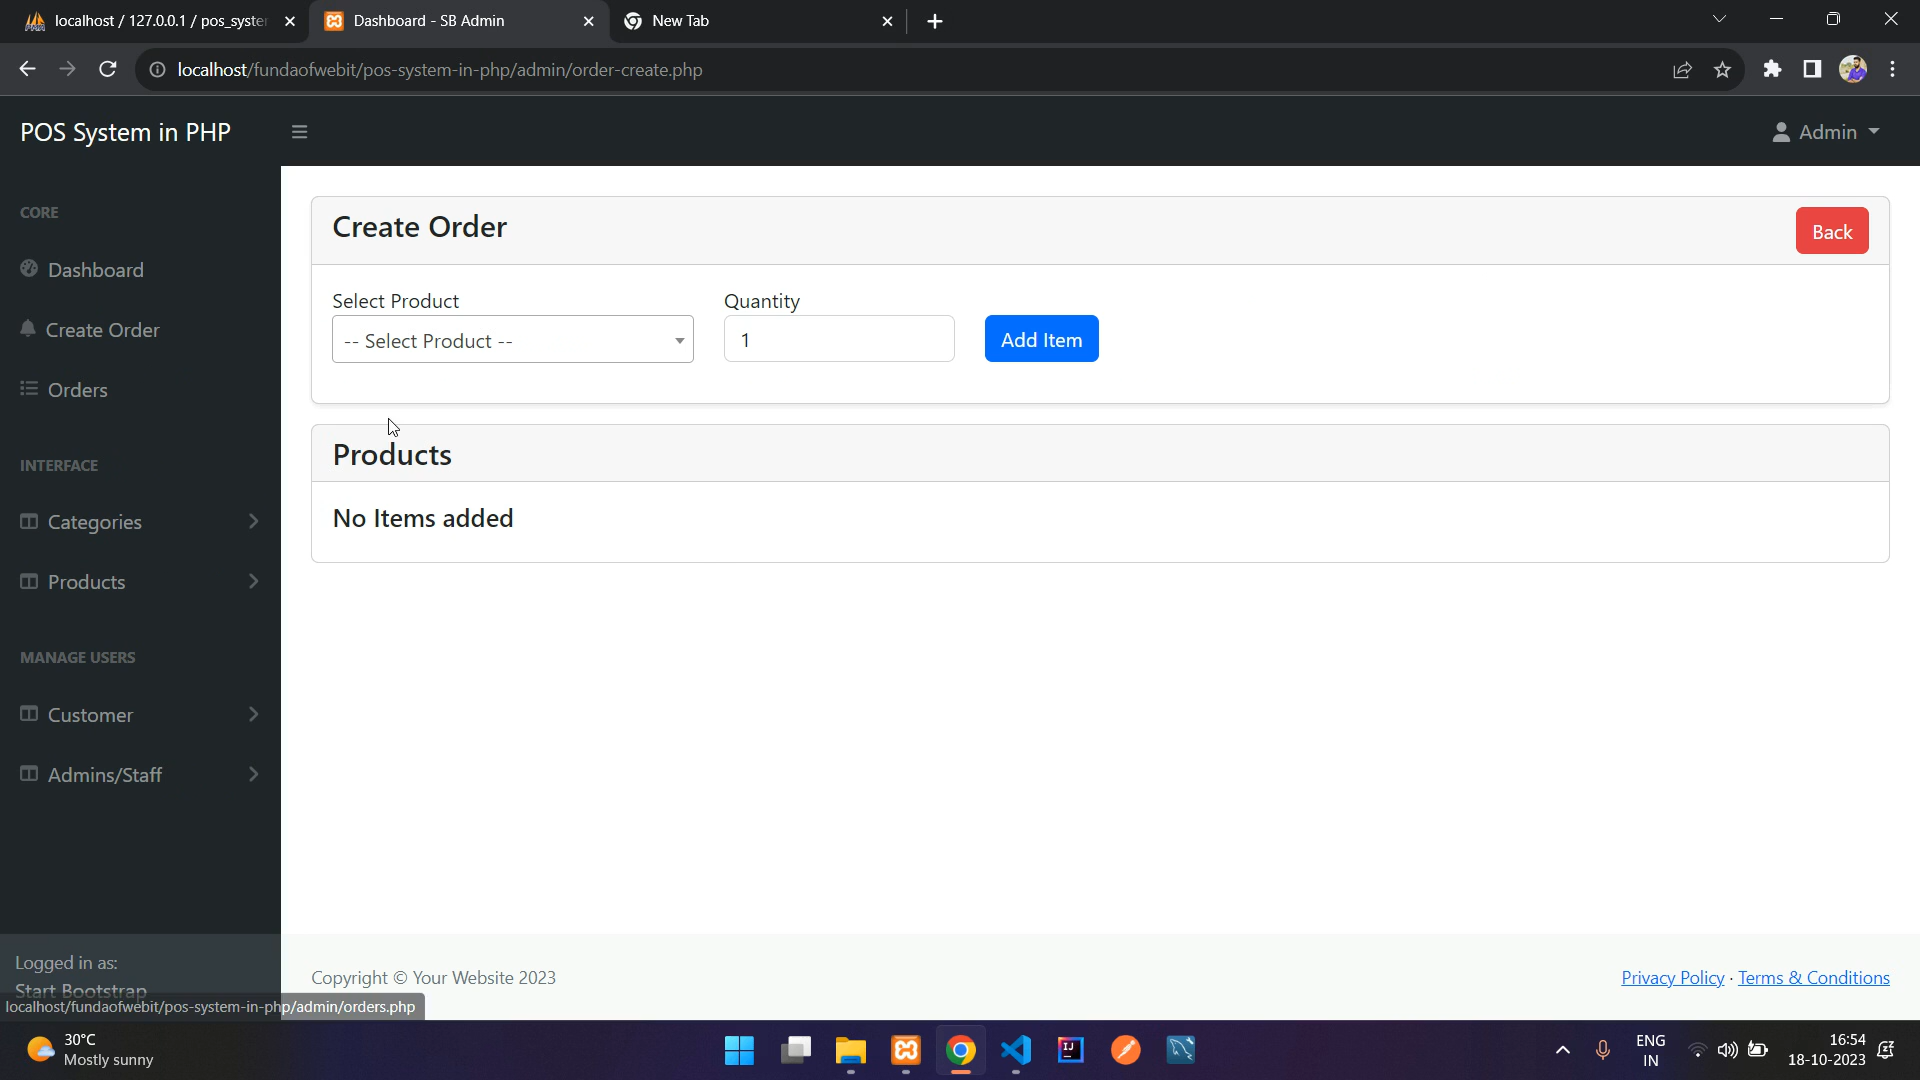 localhost / 127.0.0.1 / pos_syster
Dashboard - SB Admin
New Tab
localhost/fundaofwebit/pos-system-in-php/admin/order-create.php
POS System in PHP
Admin
CORE
Dashboard
Create Order
Orders
INTERFACE
Categories
Products
MANAGE USERS
Customer
Admins/Staff
Logged in as:
Start Bootstrap
Create Order
Back
Select Product
Quantity
-- Select Product --
1
Add Item
Products
No Items added
Copyright © Your Website 2023
Privacy Policy · Terms & Conditions
localhost/fundaofwebit/pos-system-in-php/admin/orders.php
30°C
Mostly sunny
ENG
IN
16:54
18-10-2023